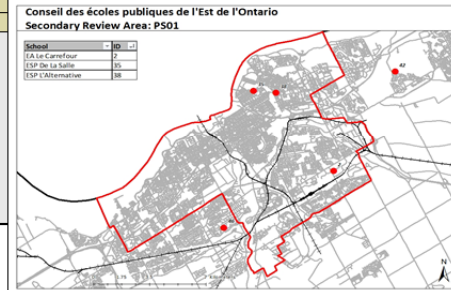 Conseil des écoles publiques de l'Est de l'Ontario
Secondary Review Area: PS01
School ID
EA Le Carrefour 2
ESP De La Salle 35
ESP L'Alternative 38
N